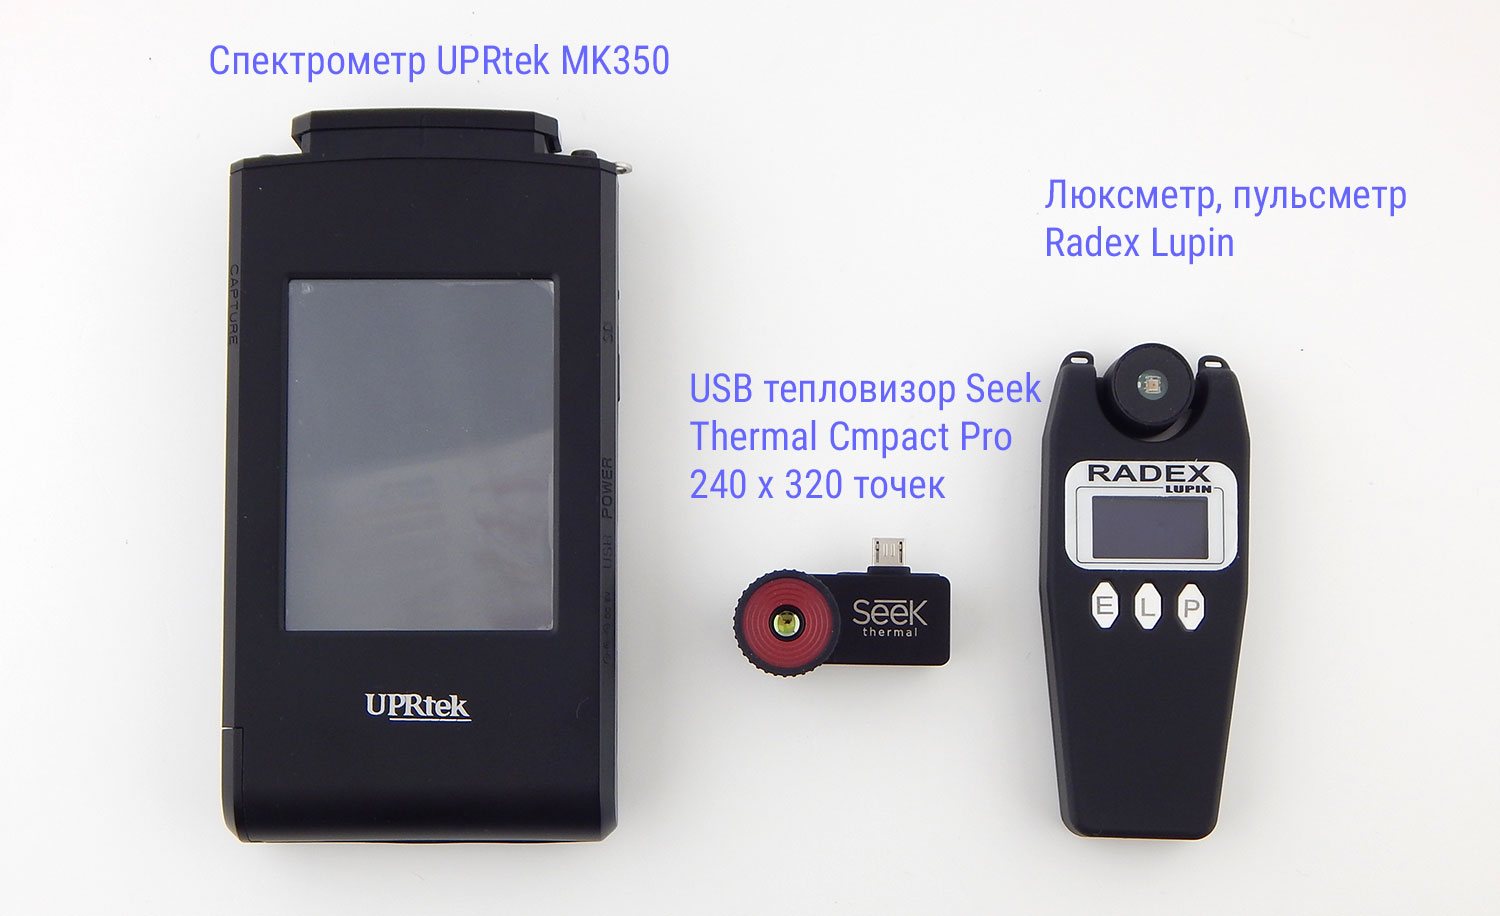 Спектрометр UPRtek MK350
Люксметр, пульсметр
Radex Lupin
USB тепловизор Seek
Thermal Cmpact Pro
240 x 320 точек
CAPTURE
SD
POWER
USB
UPRtek
Seek
thermal
RADEX
LUPIN
E L P